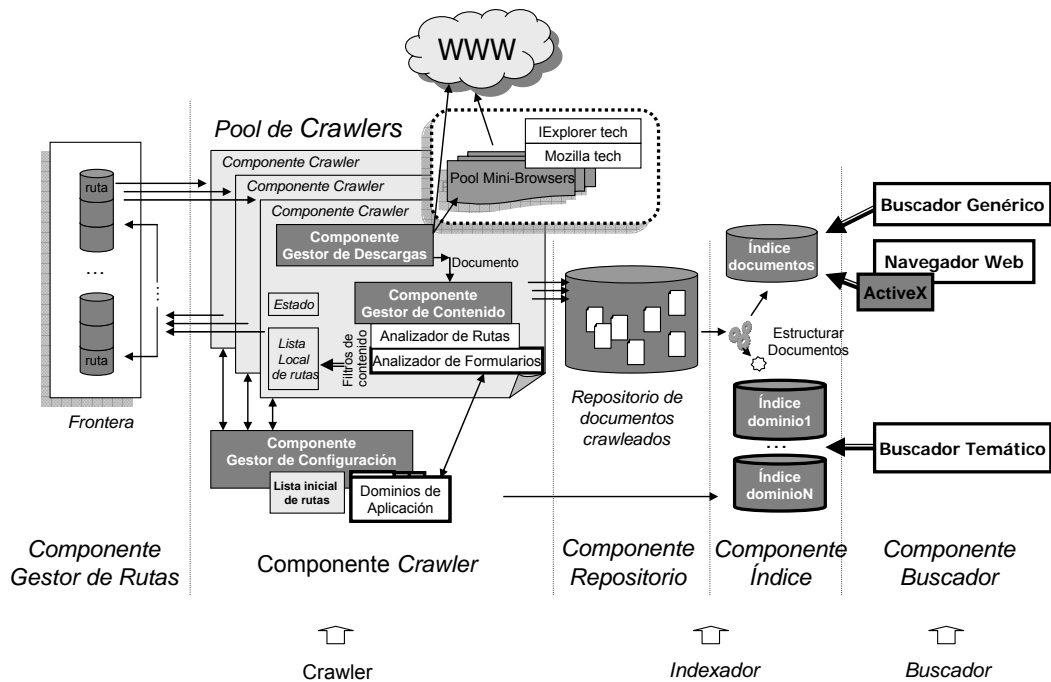 WWW
Pool de Crawlers
IExplorer tech
Mozilla tech
Pool Mini-Browsers
Componente Crawler
Componente Crawler
Componente Crawler
ruta
...
ruta
Frontera
Componente
Gestor de Descargas
Documento
Componente
Gestor de Contenido
Analizador de Rutas
Analizador de Formularios
Filtros de
contenido
Estado
Lista
Local
de rutas
Componente
Gestor de Configuración
Lista inicial
de rutas
Dominios de
Aplicación
Repositorio de
documentos
crawleados
Índice
documentos
Estructurar
Documentos
Índice
dominio1
...
Índice
dominioN
Buscador Genérico
Navegador Web
ActiveX
Buscador Temático
Componente
Gestor de Rutas
Componente Crawler
Componente
Repositorio
Componente
Índice
Componente
Buscador
Crawler
Indexador
Buscador